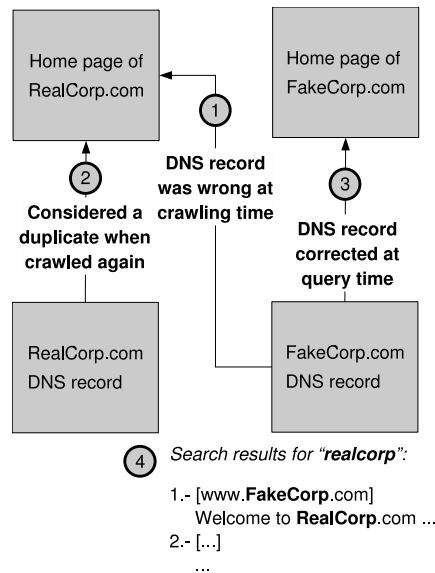 Home page of
RealCorp.com
Home page of
FakeCorp.com
1
DNS record
was wrong at
crawling time
2
Considered a
duplicate when
crawled again
3
DNS record
corrected at
query time
RealCorp.com
DNS record
FakeCorp.com
DNS record
4 Search results for “realcorp”:
1.- [www.FakeCorp.com]
Welcome to RealCorp.com ...
2.- [...]
...